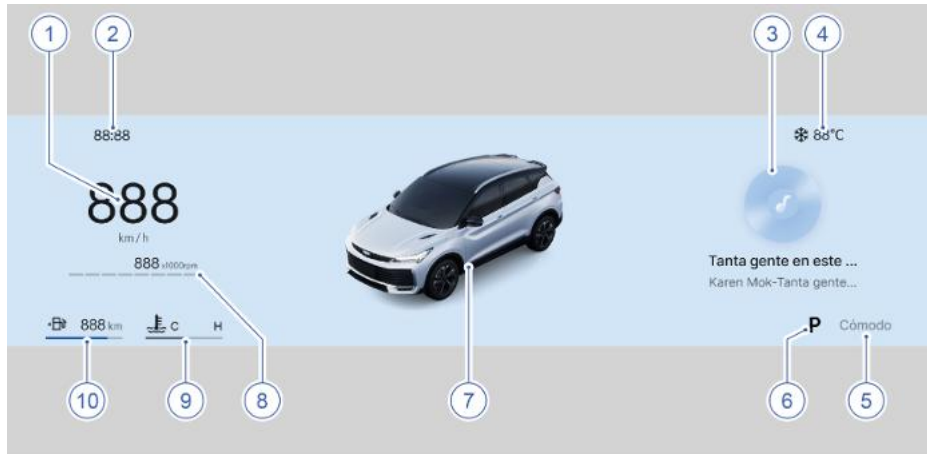 1
2
3
4
88:88
❄ 88°C
888
km/h
888 x1000rpm
Tanta gente en este ...
Karen Mok-Tanta gente...
888 km
C H
P Cómodo
10
9
8
7
6
5